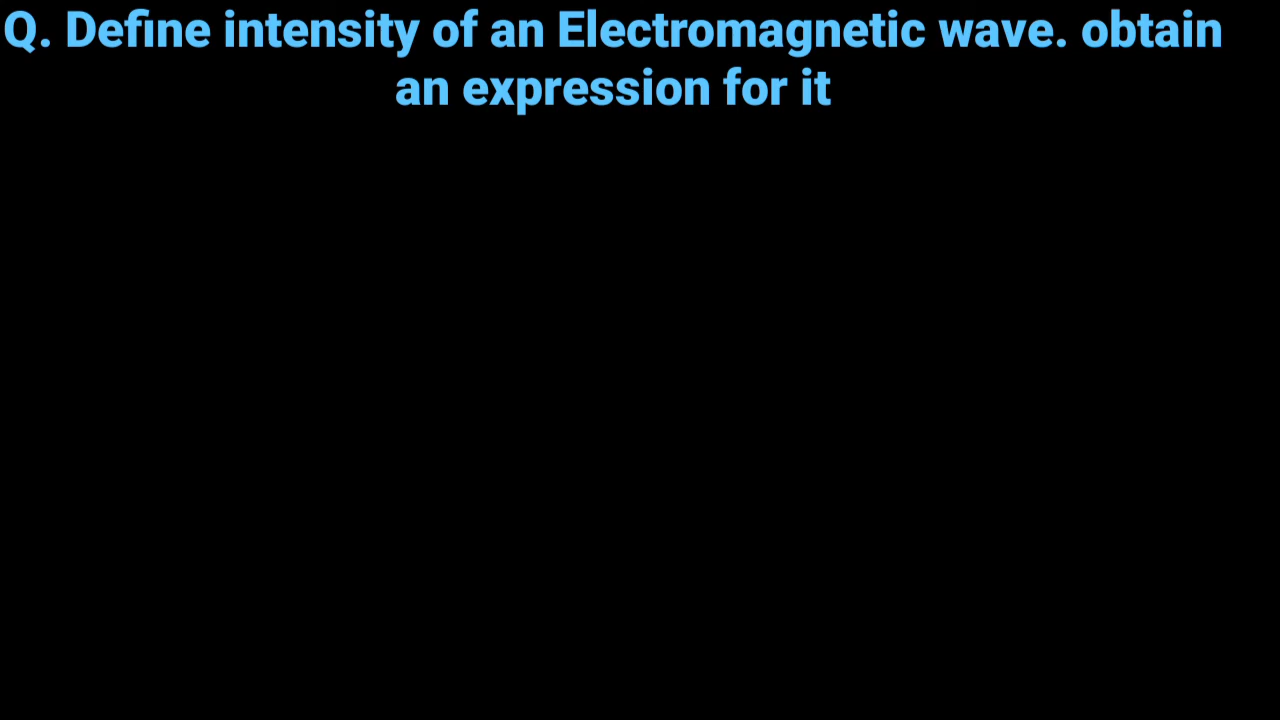 Q. Define intensity of an Electromagnetic wave. obtain
an expression for it